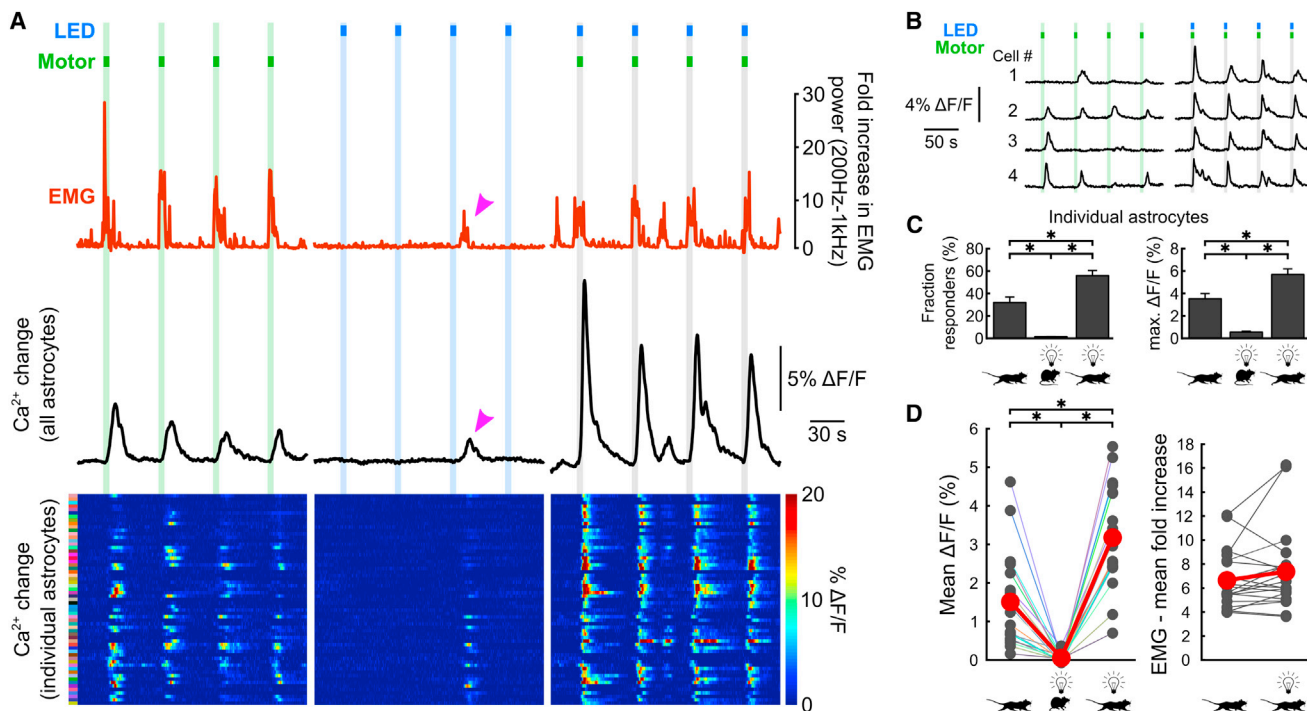 A
LED
Motor
EMG
30
20
10
0
Fold increase in EMG
power (200Hz-1kHz)
Ca²⁺ change
(all astrocytes)
5% ΔF/F
30 s
Ca²⁺ change
(individual astrocytes)
20
10
0
% ΔF/F
B
LED
Motor
Cell #
1
2
3
4
4% ΔF/F
50 s
Individual astrocytes
C
Fraction
responders (%)
80
60
40
20
0
* * *
max. ΔF/F (%)
8
6
4
2
0
* * *
D
Mean ΔF/F (%)
6
5
4
3
2
1
0
* * *
EMG - mean fold increase
18
16
14
12
10
8
6
4
2
0